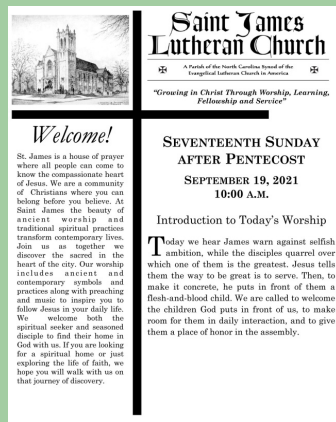 Saint James
Lutheran Church
A Parish of the North Carolina Synod of the
Evangelical Lutheran Church in America
"Growing in Christ Through Worship, Learning,
Fellowship and Service"
Welcome!
St. James is a house of prayer
where all people can come to
know the compassionate heart
of Jesus. We are a community
of Christians where you can
belong before you believe. At
Saint James the beauty of
ancient worship and
traditional spiritual practices
transform contemporary lives.
Join us as together we
discover the sacred in the
heart of the city. Our worship
includes ancient and
contemporary symbols and
practices along with preaching
and music to inspire you to
follow Jesus in your daily life.
We welcome both the
spiritual seeker and seasoned
disciple to find their home in
God with us. If you are looking
for a spiritual home or just
exploring the life of faith, we
hope you will walk with us on
that journey of discovery.
SEVENTEENTH SUNDAY
AFTER PENTECOST
SEPTEMBER 19, 2021
10:00 A.M.
Introduction to Today's Worship
Today we hear James warn against selfish
ambition, while the disciples quarrel over
which one of them is the greatest. Jesus tells
them the way to be great is to serve. Then, to
make it concrete, he puts in front of them a
flesh-and-blood child. We are called to welcome
the children God puts in front of us, to make
room for them in daily interaction, and to give
them a place of honor in the assembly.